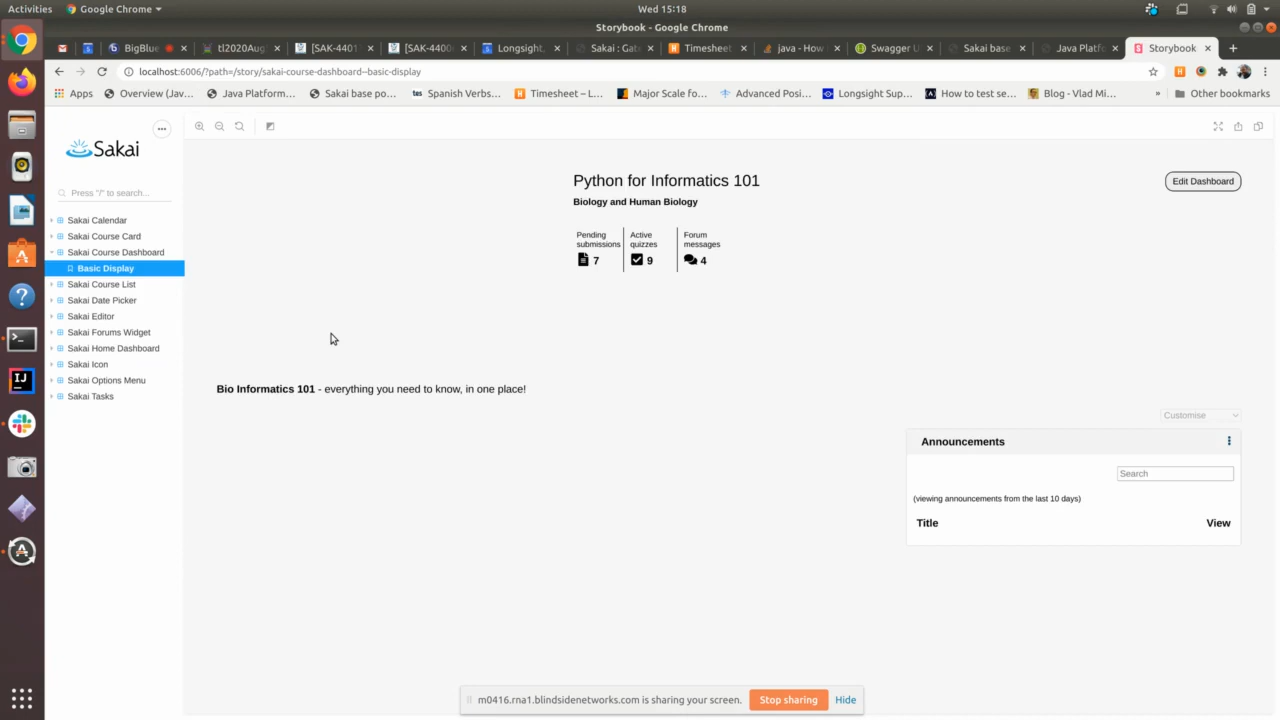 Activities
Google Chrome
Wed 15:18
Storybook - Google Chrome
BigBlue
tl2020Aug
[SAK-4401
[SAK-4400
Longsight,
Sakai : Gat
Timesheet
java - How
Swagger U
Sakai base
Java Platf
Storybook
localhost:6006/?path=/story/sakai-course-dashboard--basic-display
Apps
Overview (Jav...
Java Platform...
Sakai base po...
tus Spanish Verbs...
Timesheet – L...
Major Scale fo...
Advanced Posi...
Longsight Sup...
How to test se...
Blog - Vlad Mi...
»
Other bookmarks
Sakai
Press "/" to search...
Sakai Calendar
Sakai Course Card
Sakai Course Dashboard
Basic Display
Sakai Course List
Sakai Date Picker
Sakai Editor
Sakai Forums Widget
Sakai Home Dashboard
Sakai Icon
Sakai Options Menu
Sakai Tasks
Python for Informatics 101
Edit Dashboard
Biology and Human Biology
Pending submissions
7
Active quizzes
9
Forum messages
4
Bio Informatics 101 - everything you need to know, in one place!
Customise
Announcements
Search
(viewing announcements from the last 10 days)
Title
View
m0416.rna1.blindsidenetworks.com is sharing your screen.
Stop sharing
Hide